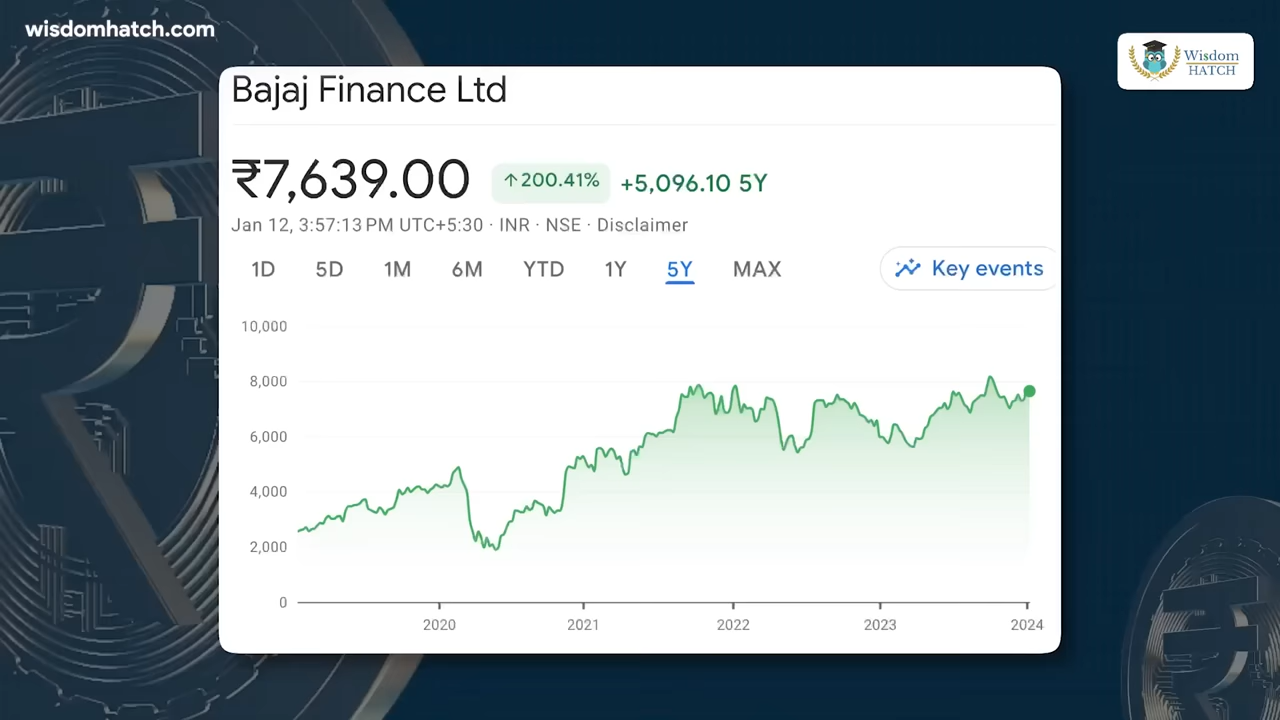 wisdomhatch.com
Wisdom
HATCH
Bajaj Finance Ltd
₹7,639.00 ↑200.41% +5,096.10 5Y
Jan 12, 3:57:13 PM UTC+5:30 · INR · NSE · Disclaimer
1D 5D 1M 6M YTD 1Y 5Y MAX Key events
10,000
8,000
6,000
4,000
2,000
0
2020 2021 2022 2023 2024